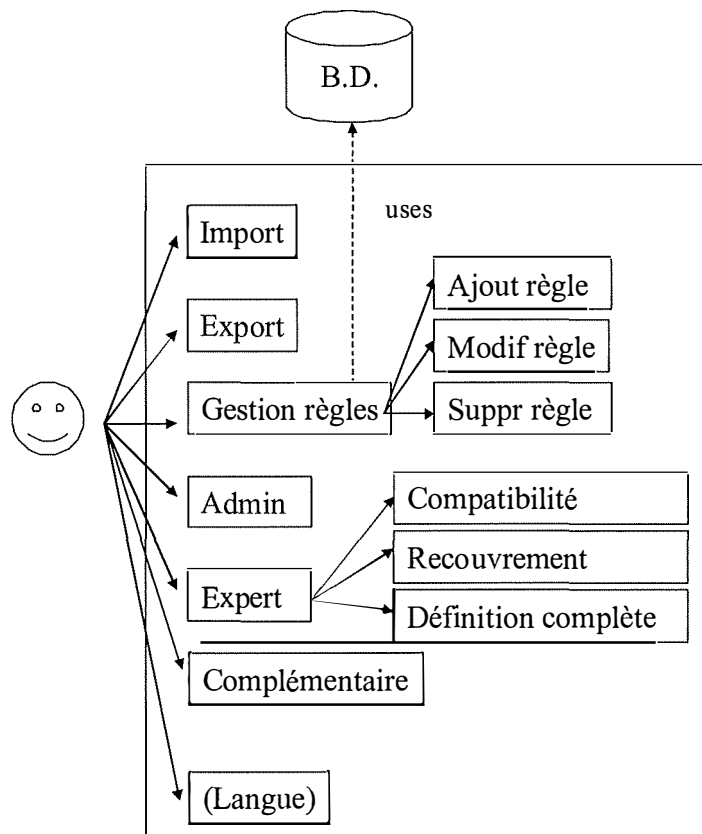 B.D.
uses
Import
Ajout règle
Export
Modif règle
Gestion règles
Suppr règle
Admin
Compatibilité
Recouvrement
Expert
Définition complète
Complémentaire
(Langue)